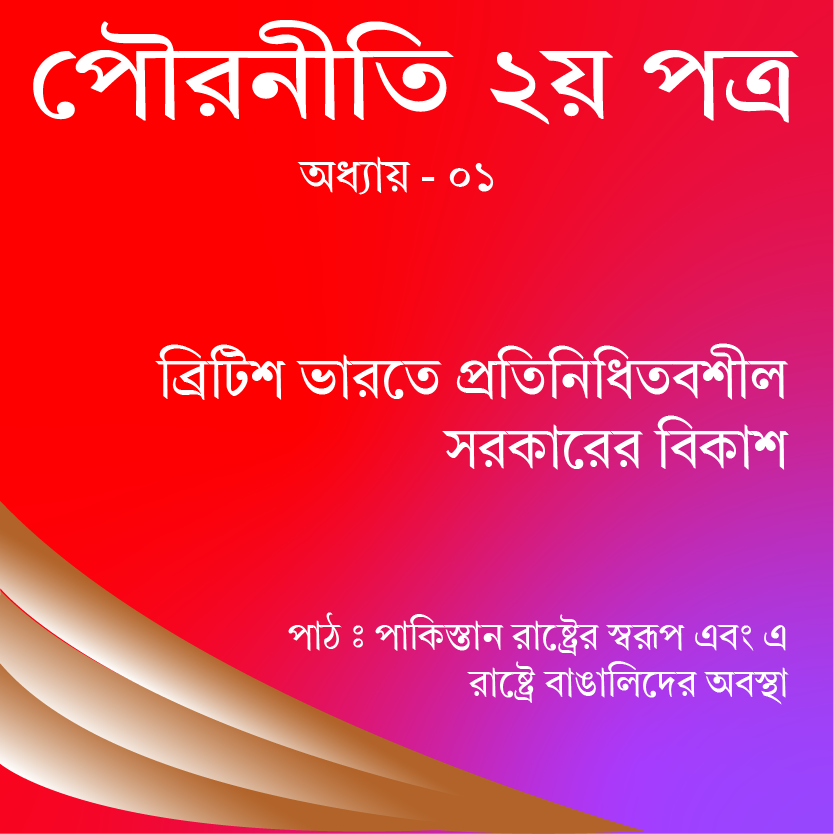 পৌরনীতি ২য় পত্র
অধ্যায় - ০১
ব্রিটিশ ভারতে প্রতিনিধিতবশীল
সরকারের বিকাশ
পাঠ ঃ পাকিস্তান রাষ্ট্রের স্বরূপ এবং এ
রাষ্ট্রে বাঙালিদের অবস্থা